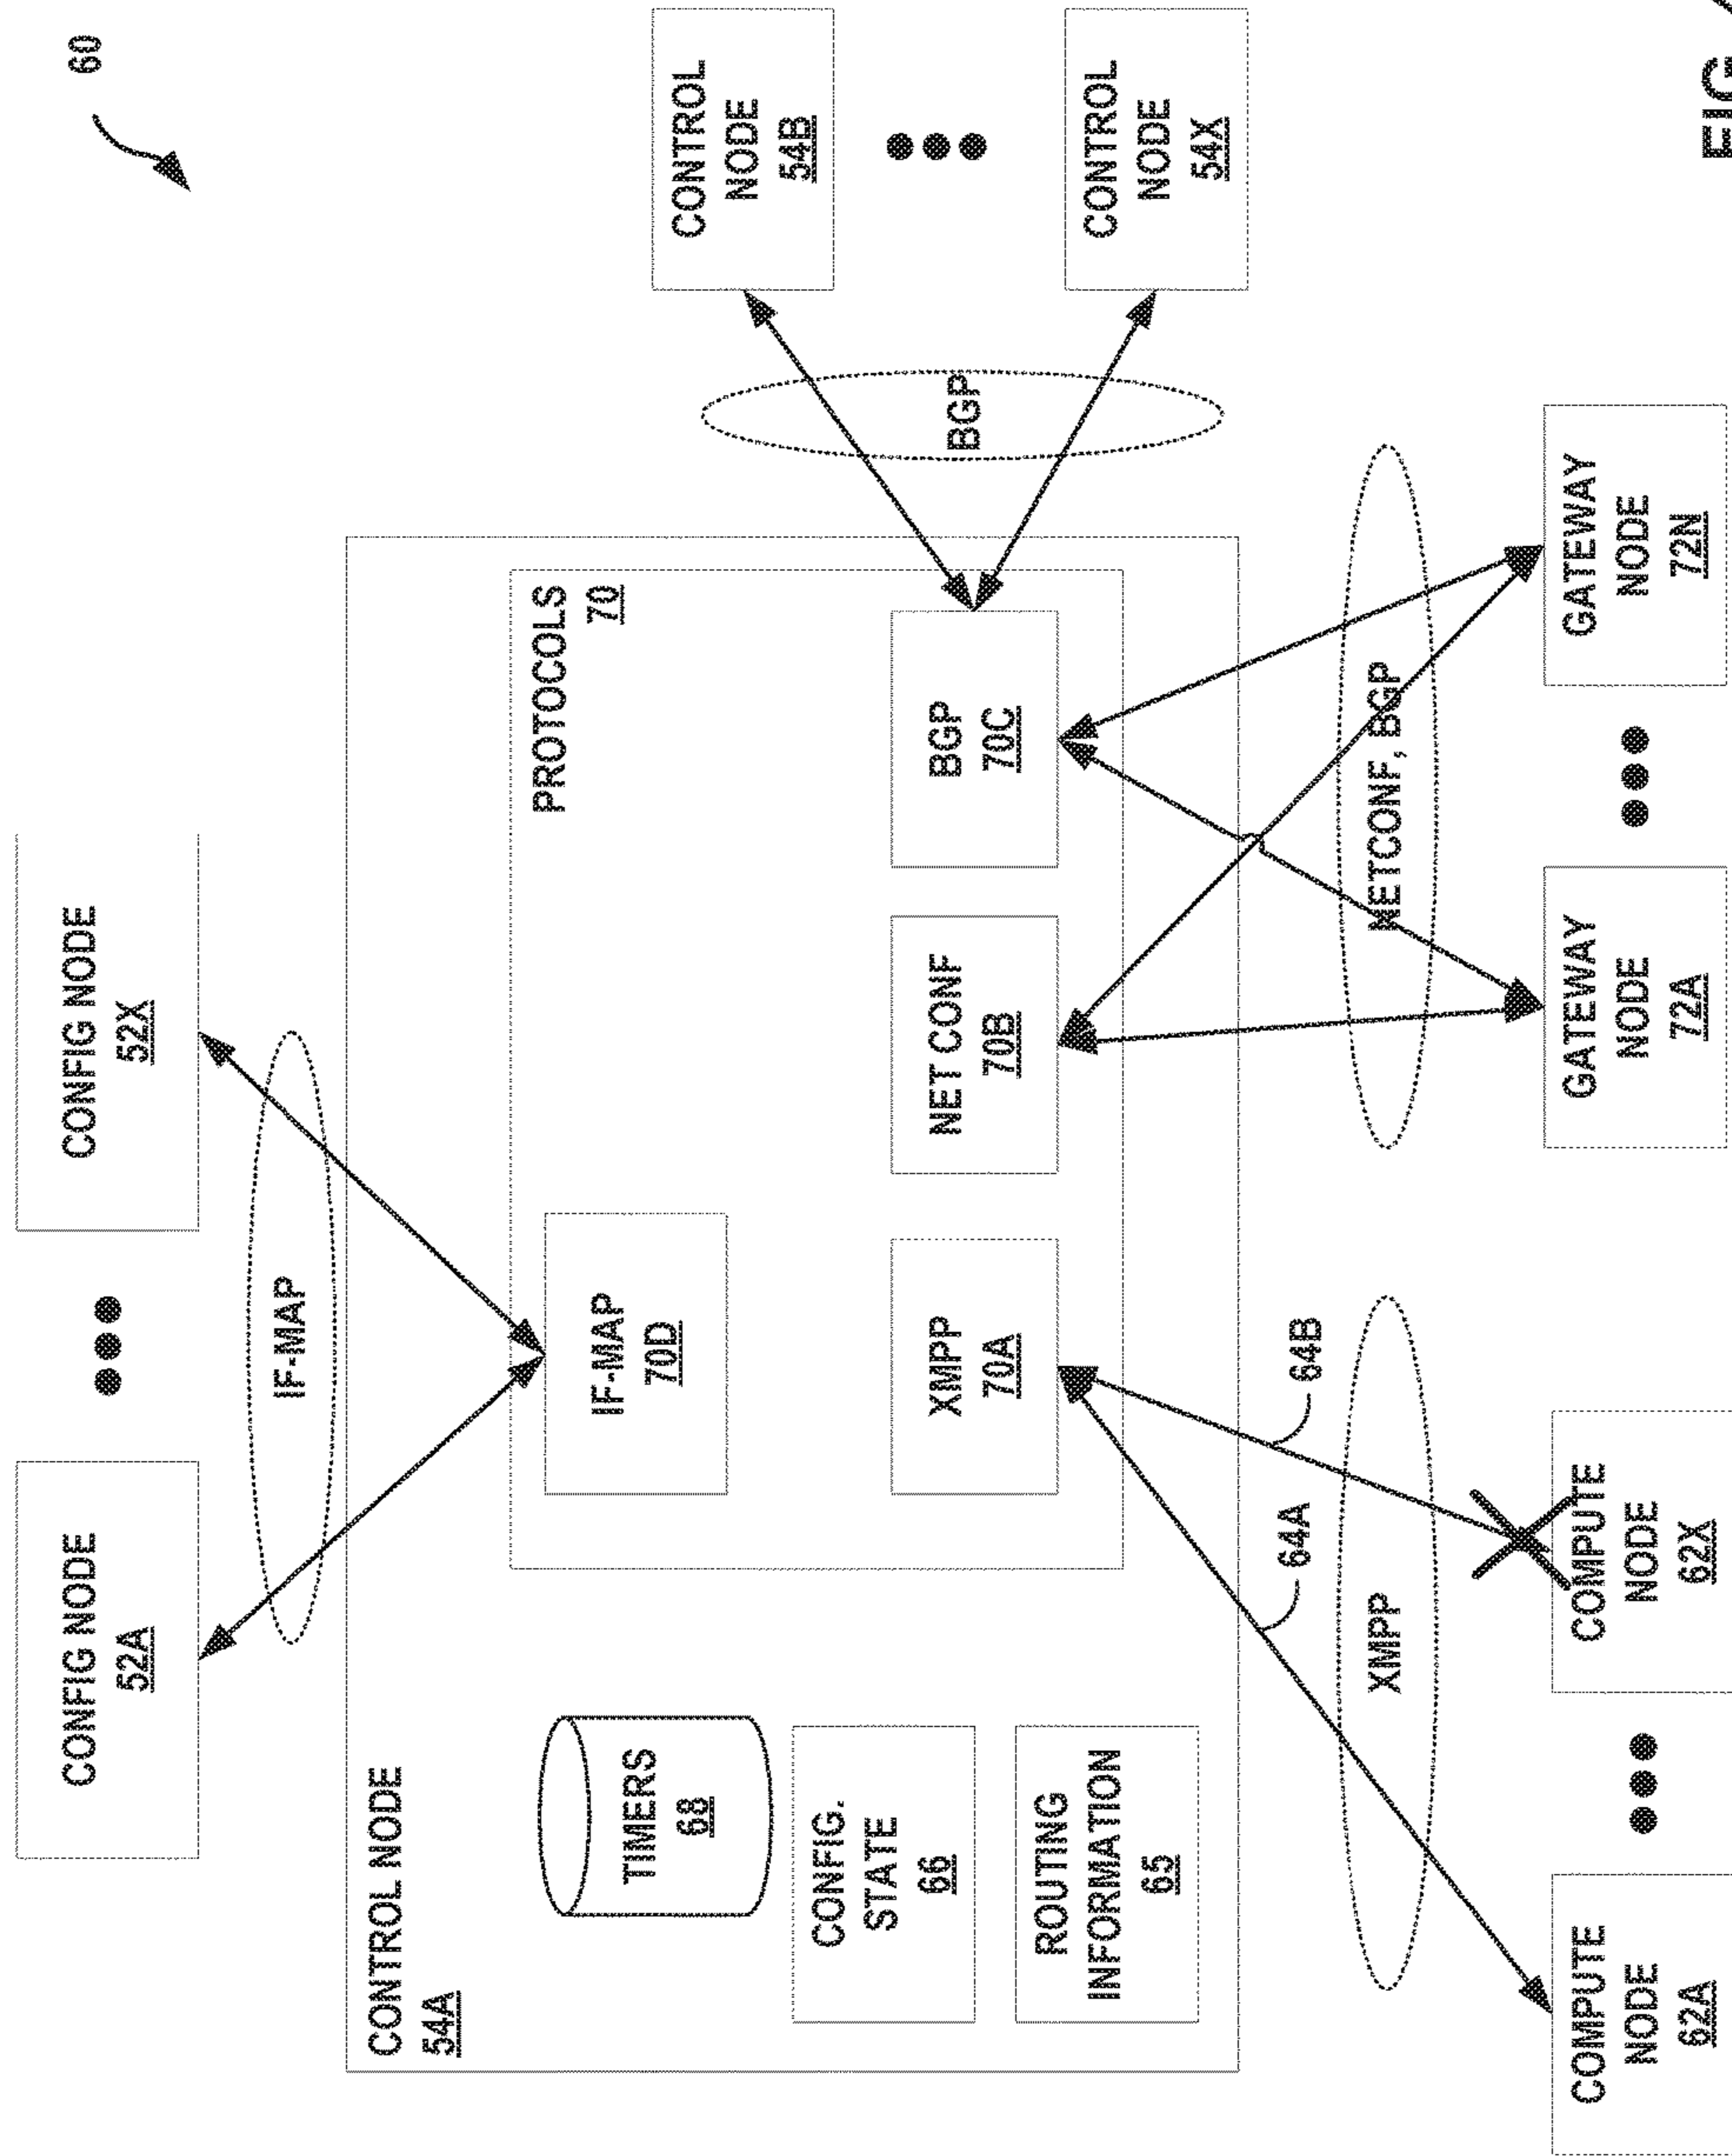 60
CONFIG NODE
52A
CONFIG NODE
52X
IF-MAP
CONTROL NODE
54A
TIMERS
68
CONFIG.
STATE
66
ROUTING
INFORMATION
65
PROTOCOLS
70
IF-MAP
70D
XMPP
70A
NET CONF
70B
BGP
70C
BGP
CONTROL
NODE
54B
CONTROL
NODE
54X
64A
64B
XMPP
NETCONF, BGP
COMPUTE
NODE
62A
COMPUTE
NODE
62X
GATEWAY
NODE
72A
GATEWAY
NODE
72N
FIG